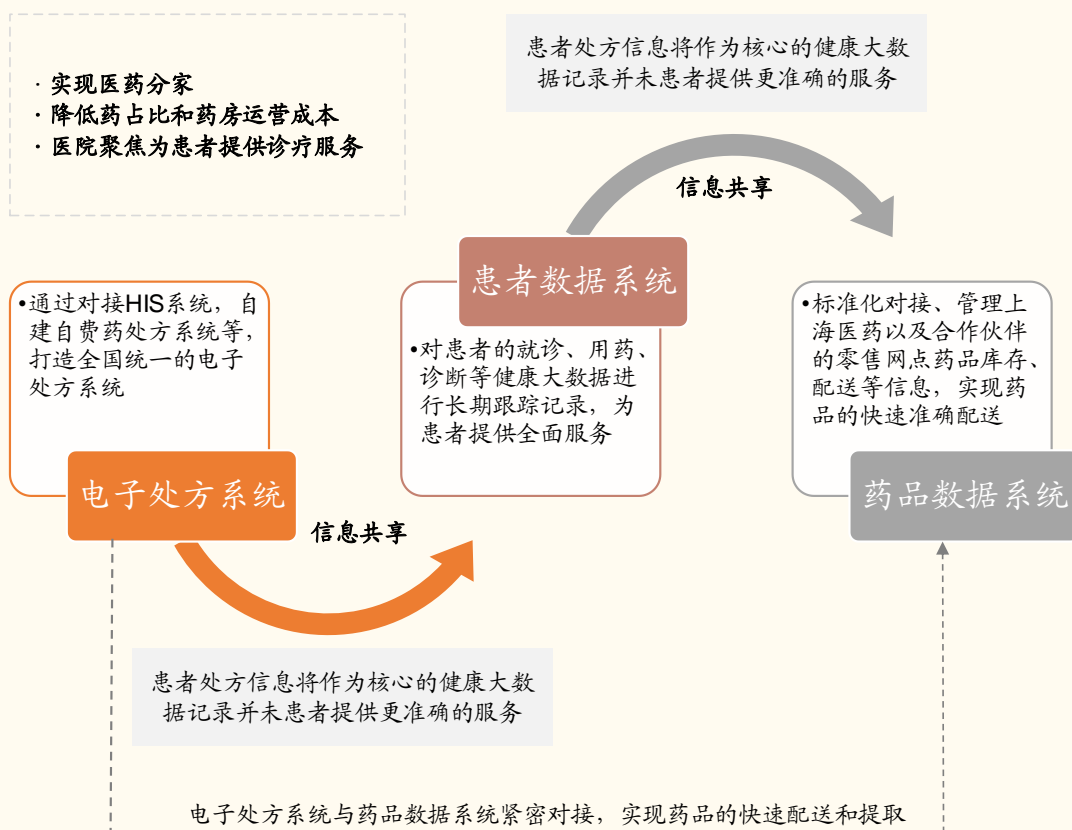 · 实现医药分家
· 降低药占比和药房运营成本
· 医院聚焦为患者提供诊疗服务
患者处方信息将作为核心的健康大数
据记录并未患者提供更准确的服务
信息共享
•通过对接HIS系统，自
建自费药处方系统等，
打造全国统一的电子
处方系统
电子处方系统
患者数据系统
•对患者的就诊、用药、
诊断等健康大数据进
行长期跟踪记录，为
患者提供全面服务
•标准化对接、管理上
海医药以及合作伙伴
的零售网点药品库存、
配送等信息，实现药
品的快速准确配送
药品数据系统
信息共享
患者处方信息将作为核心的健康大数
据记录并未患者提供更准确的服务
电子处方系统与药品数据系统紧密对接，实现药品的快速配送和提取